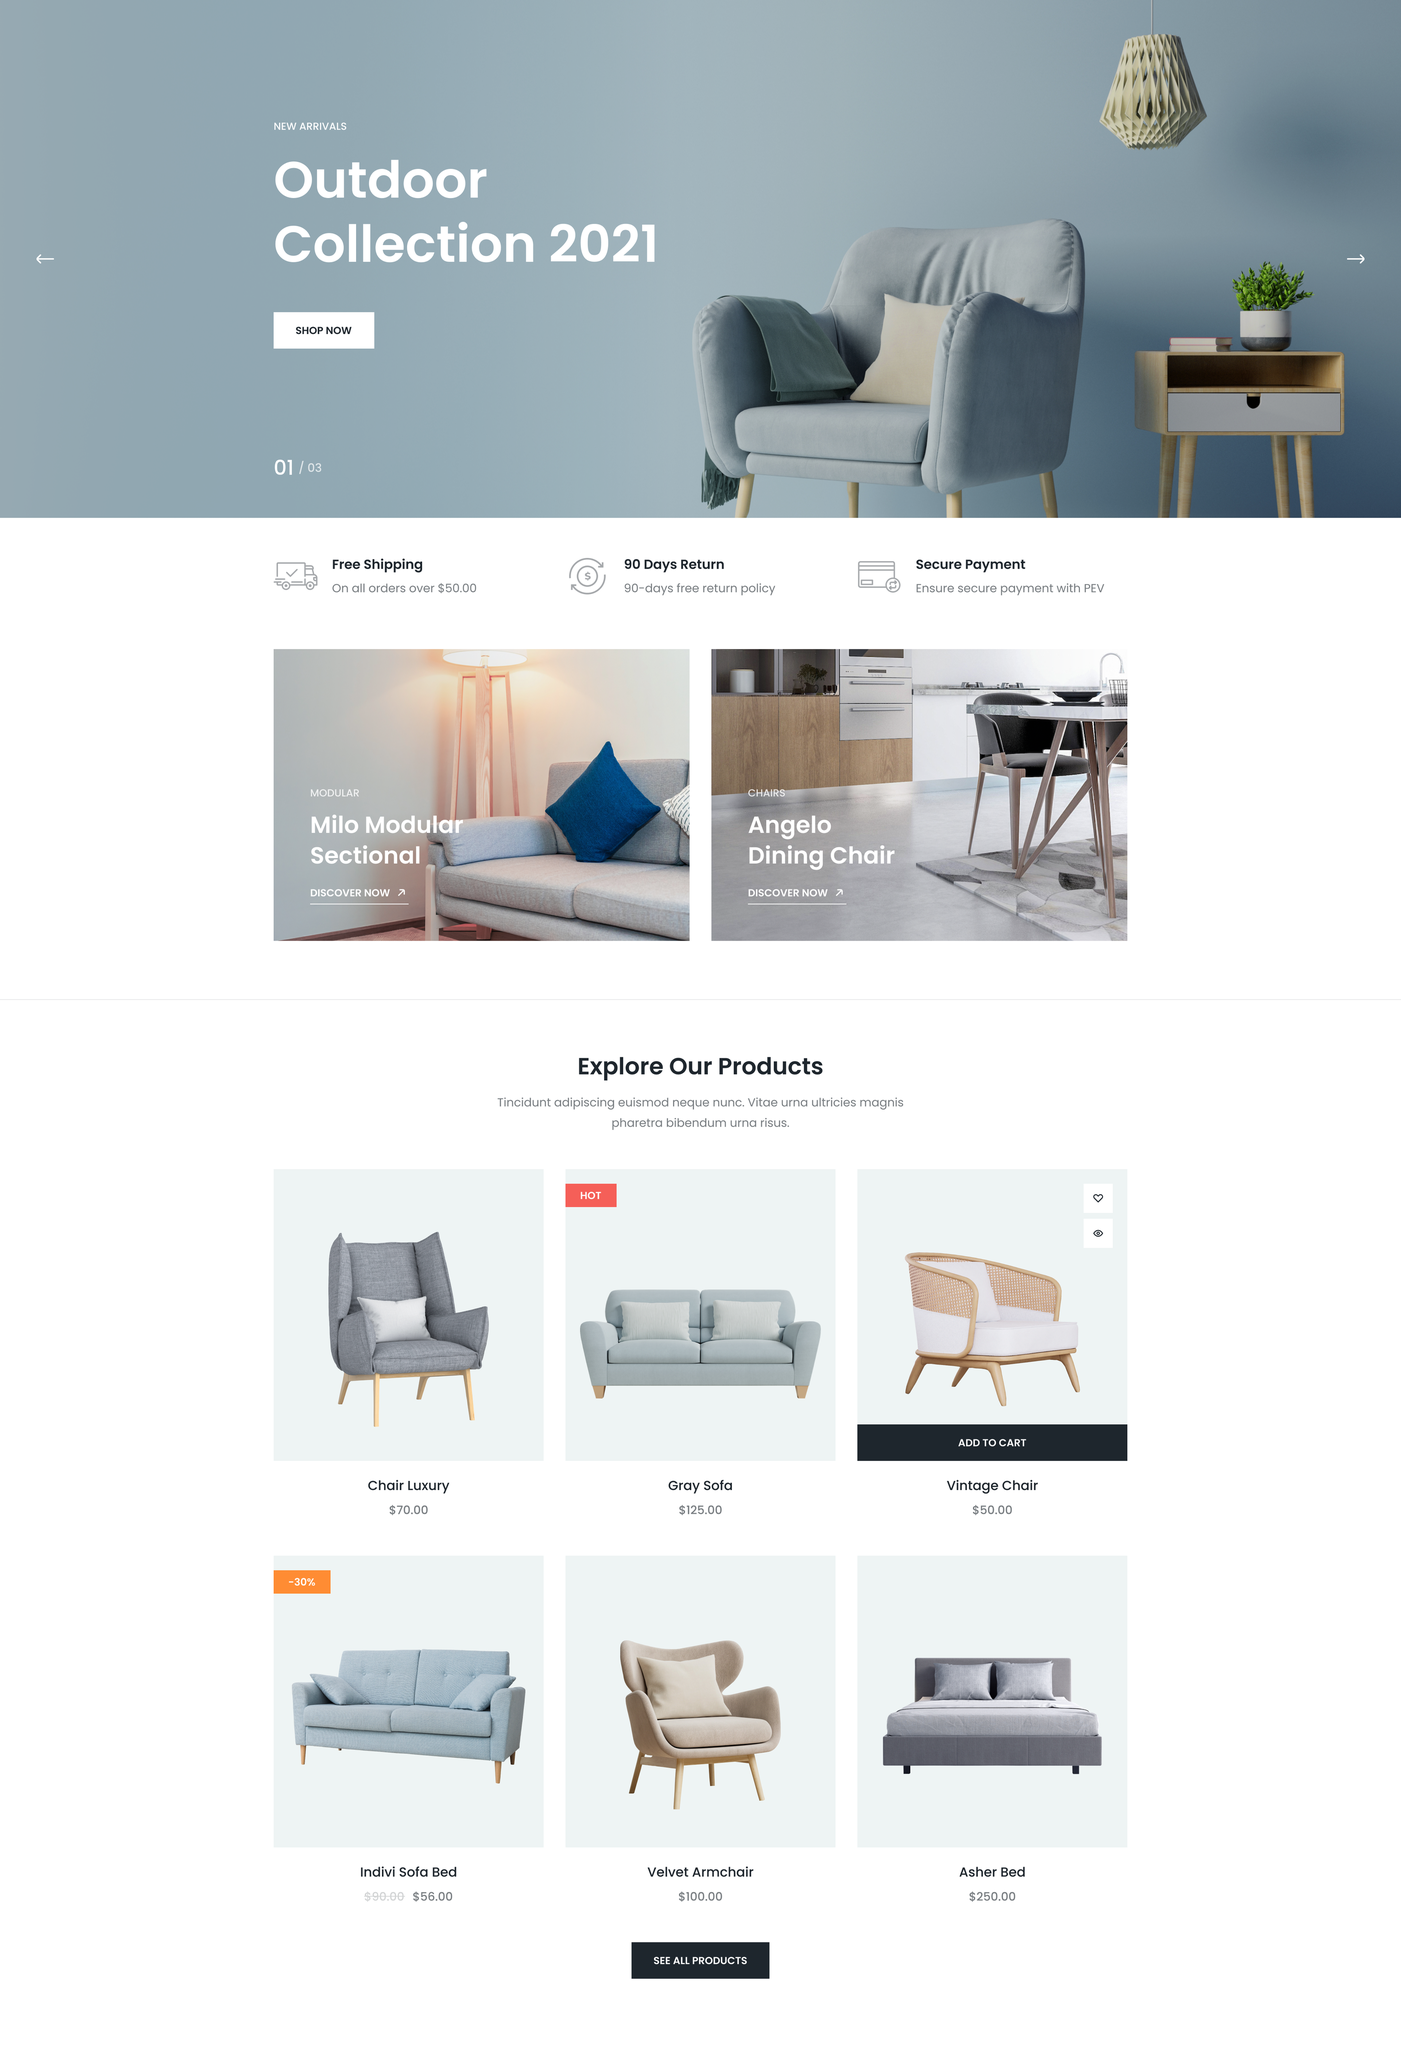 NEW ARRIVALS
Outdoor
Collection 2021
SHOP NOW
01 / 03
Free Shipping
On all orders over $50.00
90 Days Return
90-days free return policy
Secure Payment
Ensure secure payment with PEV
MODULAR
Milo Modular
Sectional
DISCOVER NOW
CHAIRS
Angelo
Dining Chair
DISCOVER NOW
Explore Our Products
Tincidunt adipiscing euismod neque nunc. Vitae urna ultricies magnis
pharetra bibendum urna risus.
Chair Luxury
$70.00
HOT
Gray Sofa
$125.00
ADD TO CART
Vintage Chair
$50.00
-30%
Indivi Sofa Bed
$90.00 $56.00
Velvet Armchair
$100.00
Asher Bed
$250.00
SEE ALL PRODUCTS